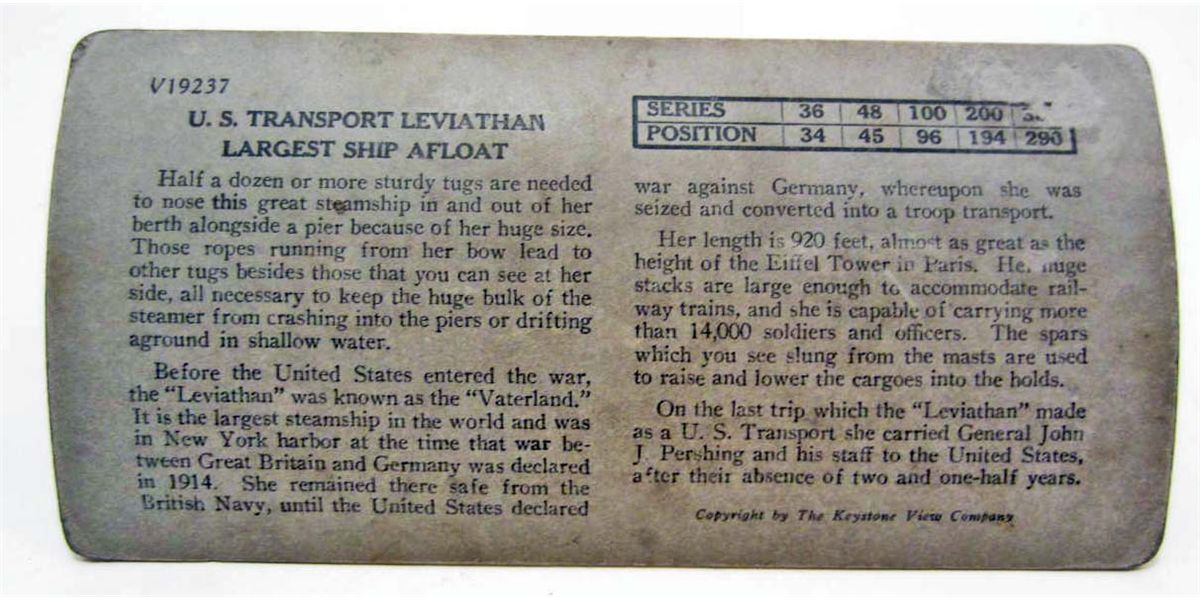 V19237
U. S. TRANSPORT LEVIATHAN
LARGEST SHIP AFLOAT
Half a dozen or more sturdy tugs are needed
to nose this great steamship in and out of her
berth alongside a pier because of her huge size.
Those ropes running from her bow lead to
other tugs besides those that you can see at her
side, all necessary to keep the huge bulk of the
steamer from crashing into the piers or drifting
aground in shallow water.
Before the United States entered the war,
the "Leviathan" was known as the "Vaterland."
It is the largest steamship in the world and was
in New York harbor at the time that war be-
tween Great Britain and Germany was declared
in 1914. She remained there safe from the
British Navy, until the United States declared
SERIES 36 48 100 200
POSITION 34 45 96 194 290
war against Germany, whereupon she was
seized and converted into a troop transport.
Her length is 920 feet, almost as great as the
height of the Eiffel Tower in Paris. Her huge
stacks are large enough to accommodate rail-
way trains, and she is capable of carrying more
than 14,000 soldiers and officers. The spars
which you see slung from the masts are used
to raise and lower the cargoes into the holds.
On the last trip which the "Leviathan" made
as a U. S. Transport she carried General John
J. Pershing and his staff to the United States,
after their absence of two and one-half years.
Copyright by The Keystone View Company